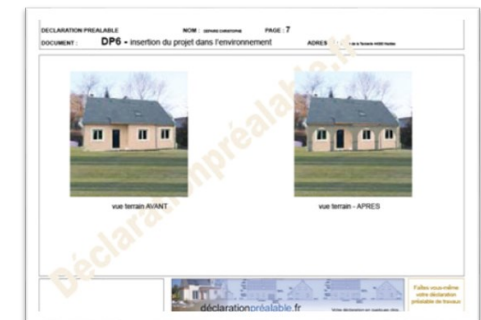 DECLARATION PREALABLE NOM : PAGE : 7
DOCUMENT : DP6 - insertion du projet dans l'environnement ADRES
vue terrain AVANT
vue terrain - APRES
Déclarationpréalable.fr
déclarationpréalable.fr
Faites vous-même
votre déclaration
préalable de travaux